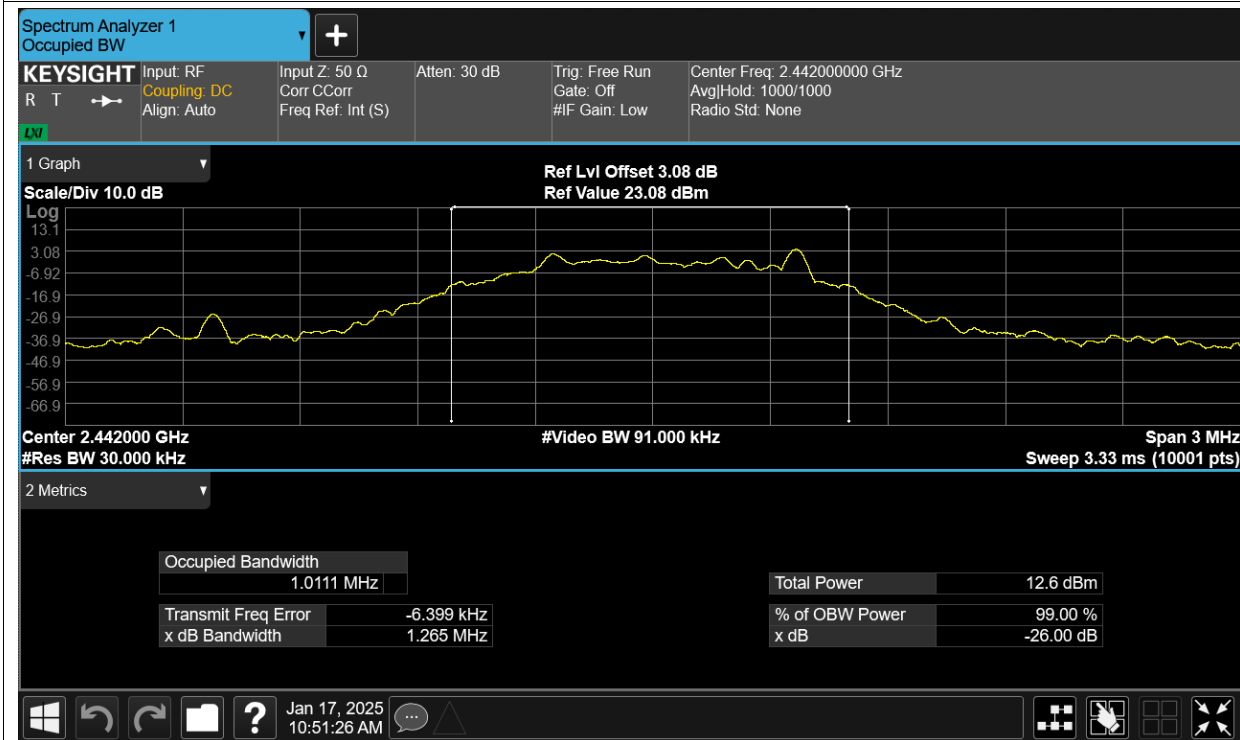 Spectrum Analyzer 1
Occupied BW
KEYSIGHT
R T
LXI
Input: RF
Coupling: DC
Align: Auto
Input Z: 50 Ω
Corr CCorr
Freq Ref: Int (S)
Atten: 30 dB
Trig: Free Run
Gate: Off
#IF Gain: Low
Center Freq: 2.442000000 GHz
Avg|Hold: 1000/1000
Radio Std: None
1 Graph
Scale/Div 10.0 dB
Ref Lvl Offset 3.08 dB
Ref Value 23.08 dBm
Log
13.1
3.08
-6.92
-16.9
-26.9
-36.9
-46.9
-56.9
-66.9
Center 2.442000 GHz
#Res BW 30.000 kHz
#Video BW 91.000 kHz
Span 3 MHz
Sweep 3.33 ms (10001 pts)
2 Metrics
Occupied Bandwidth
1.0111 MHz
Transmit Freq Error -6.399 kHz
x dB Bandwidth 1.265 MHz
Total Power 12.6 dBm
% of OBW Power 99.00 %
x dB -26.00 dB
?
Jan 17, 2025
10:51:26 AM